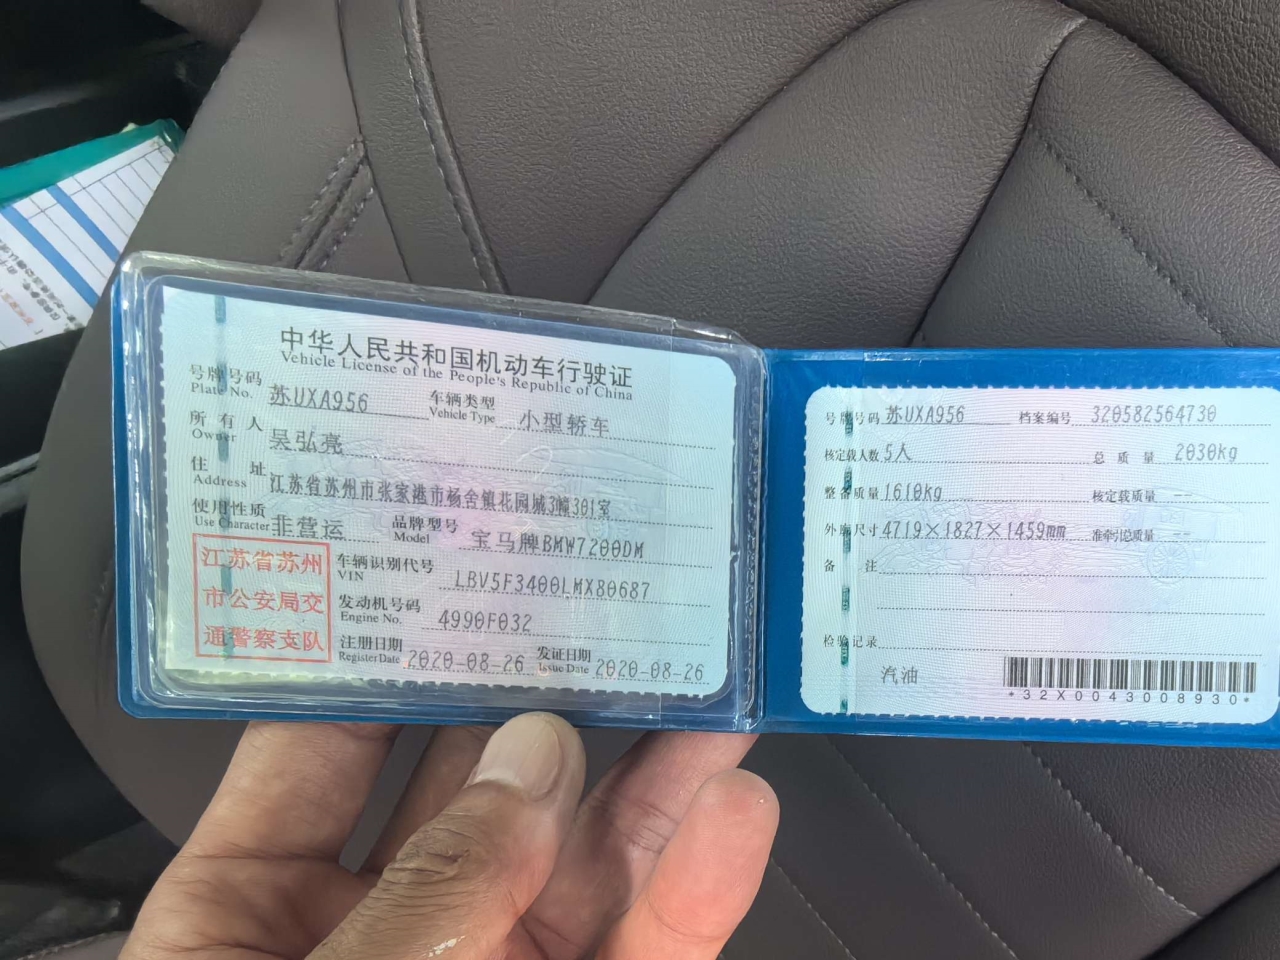 中华人民共和国机动车行驶证
Vehicle License of the People's Republic of China
号牌号码 苏UXA956 车辆类型 小型轿车
Plate No. Vehicle Type
所有人 吴弘亮
Owner
住址 江苏省苏州市张家港市杨舍镇花园城3幢301室
Address
使用性质 非营运 品牌型号 宝马牌BMW7200DM
Use Character Model
江苏省苏州
市公安局交
通警察支队
车辆识别代号 LBV5F3400LMX80687
VIN
发动机号码 4990F032
Engine No.
注册日期 2020-08-26 发证日期 2020-08-26
Register Date Issue Date
号牌号码 苏UXA956 档案编号 320582564730
核定载人数 5人 总质量 2030kg
整备质量 1610kg 核定载质量 --
外廓尺寸 4719×1827×1459mm 准牵引总质量 --
备注
检验记录
汽油
*32X0043008930*